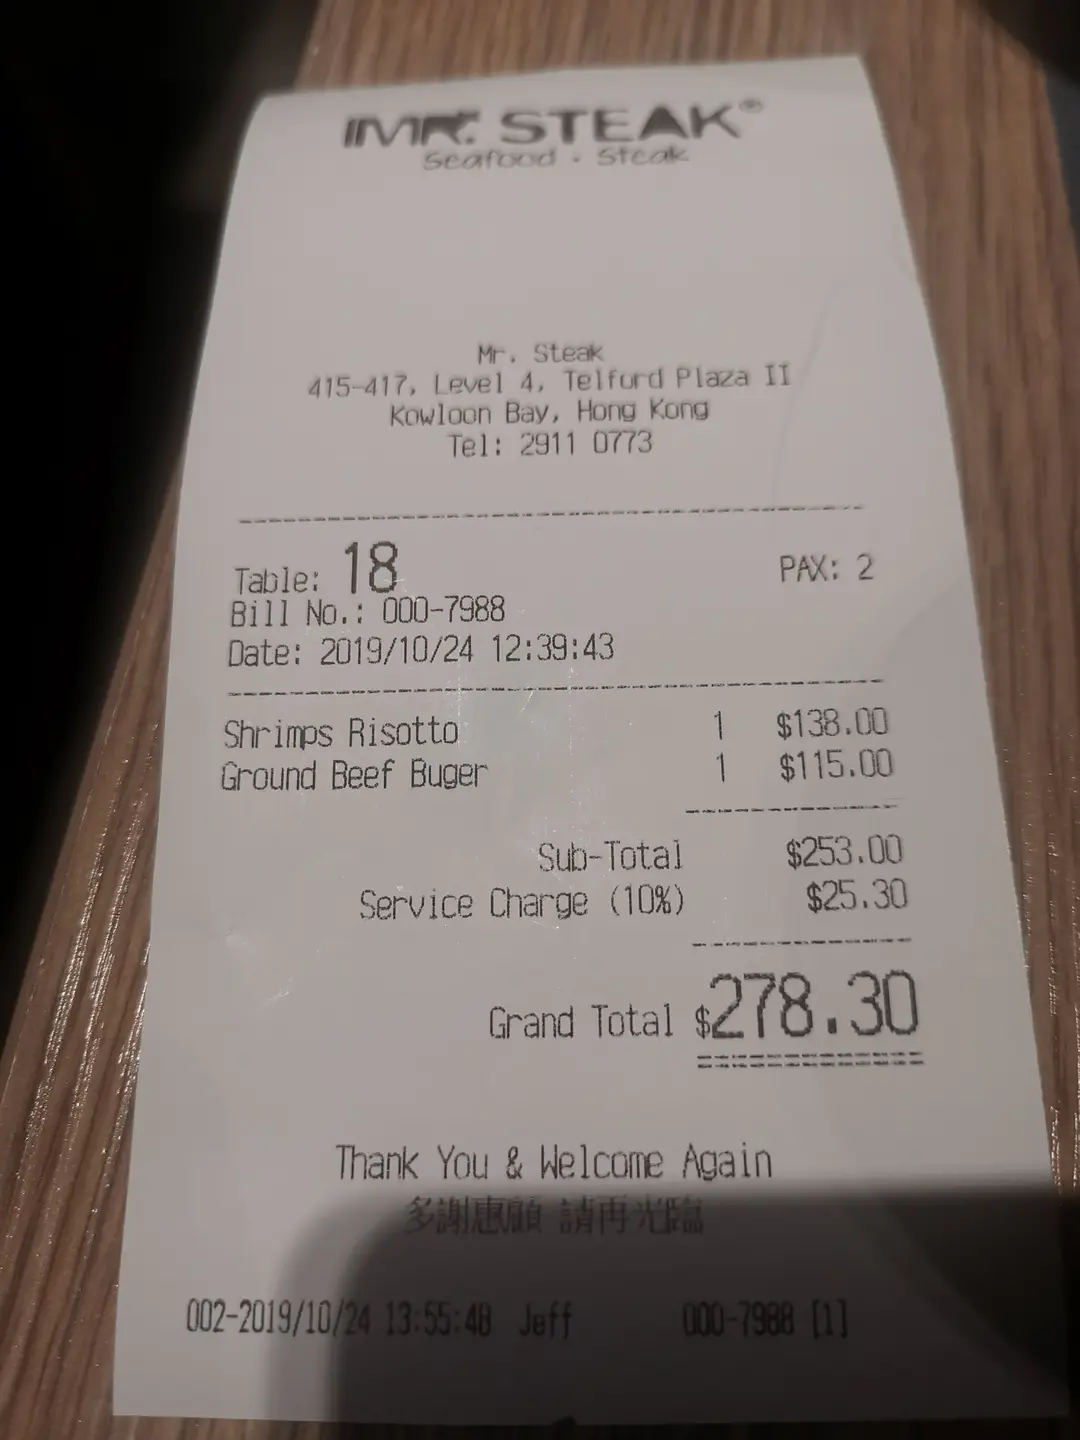 MR. STEAK®
Seafood · Steak
Mr. Steak
415-417, Level 4, Telford Plaza II
Kowloon Bay, Hong Kong
Tel: 2911 0773
Table: 18 PAX: 2
Bill No.: 000-7988
Date: 2019/10/24 12:39:43
Shrimps Risotto 1 $138.00
Ground Beef Buger 1 $115.00
Sub-Total $253.00
Service Charge (10%) $25.30
Grand Total $278.30
Thank You & Welcome Again
多謝惠顧 請再光臨
002-2019/10/24 13:55:48 Jeff 000-7988 [1]